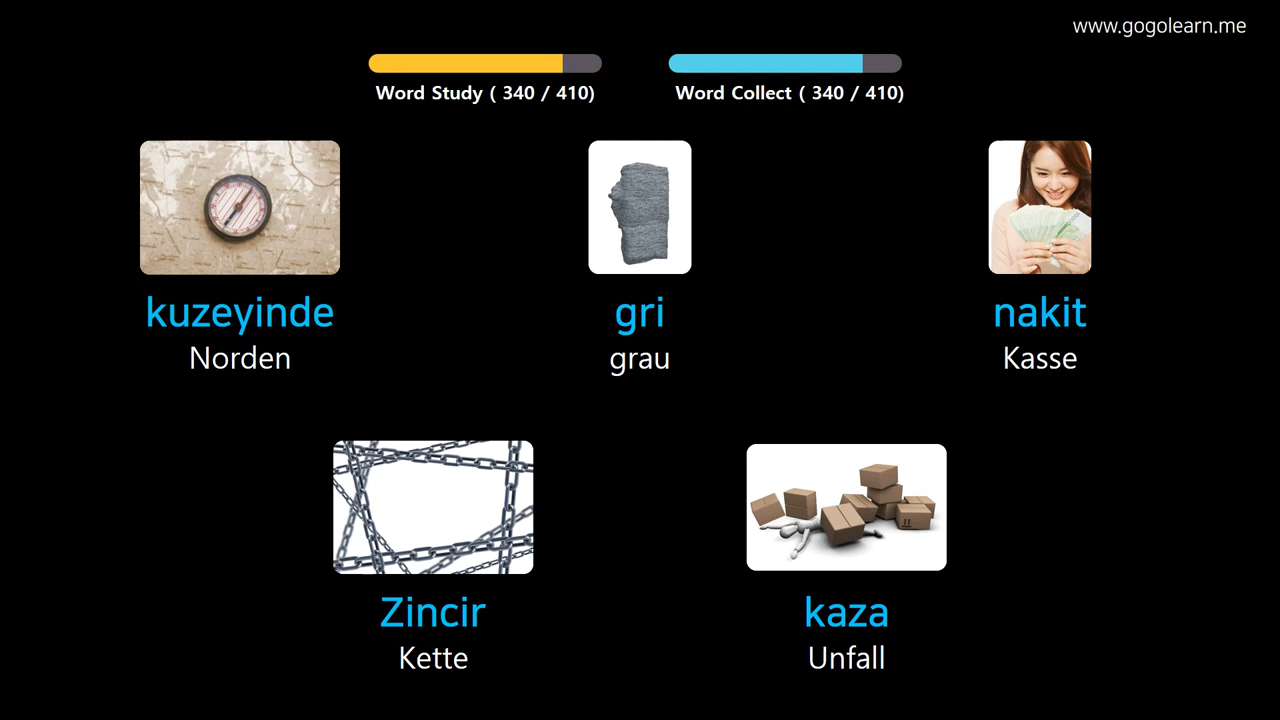 www.gogolearn.me
Word Study ( 340 / 410)
Word Collect ( 340 / 410)
kuzeyinde
Norden
gri
grau
nakit
Kasse
Zincir
Kette
kaza
Unfall